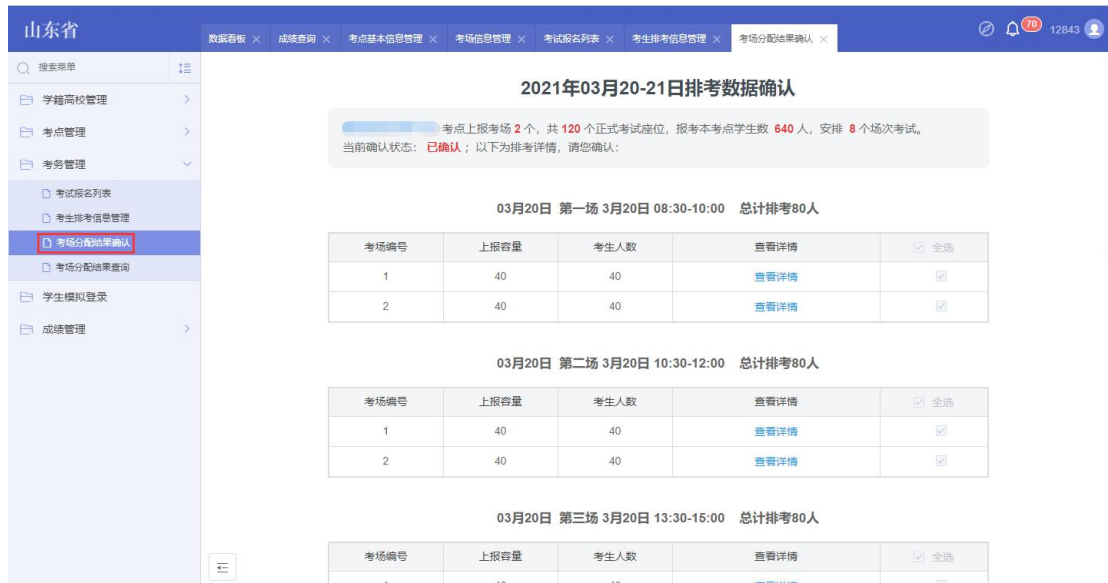 山东省
数据看板
成绩查询
考点基本信息管理
考场信息管理
考试报名列表
考生排考信息管理
考场分配结果确认
70
12843
搜索菜单
学籍高校管理
考点管理
考务管理
考试报名列表
考生排考信息管理
考场分配结果确认
考场分配结果查询
学生模拟登录
成绩管理
2021年03月20-21日排考数据确认
考点上报考场 2 个，共 120 个正式考试座位，报考本考点学生数 640 人，安排 8 个场次考试。
当前确认状态： 已确认 ；以下为排考详情，请您确认：
03月20日 第一场 3月20日 08:30-10:00 总计排考80人
考场编号 上报容量 考生人数 查看详情 全选
1 40 40 查看详情
2 40 40 查看详情
03月20日 第二场 3月20日 10:30-12:00 总计排考80人
考场编号 上报容量 考生人数 查看详情 全选
1 40 40 查看详情
2 40 40 查看详情
03月20日 第三场 3月20日 13:30-15:00 总计排考80人
考场编号 上报容量 考生人数 查看详情 全选